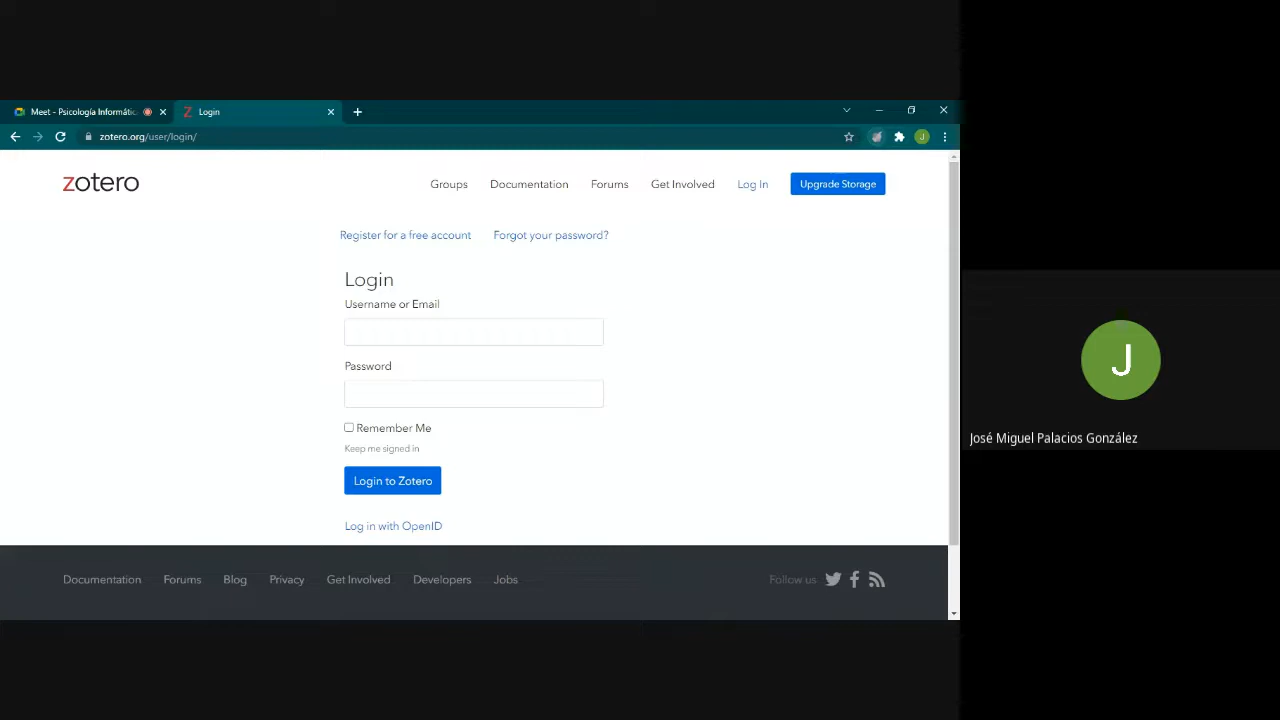 Meet - Psicología Informátic
Login
zotero.org/user/login/
J
zotero
Groups
Documentation
Forums
Get Involved
Log In
Upgrade Storage
Register for a free account
Forgot your password?
Login
Username or Email
Password
Remember Me
Keep me signed in
Login to Zotero
Log in with OpenID
Documentation
Forums
Blog
Privacy
Get Involved
Developers
Jobs
Follow us
J
José Miguel Palacios González